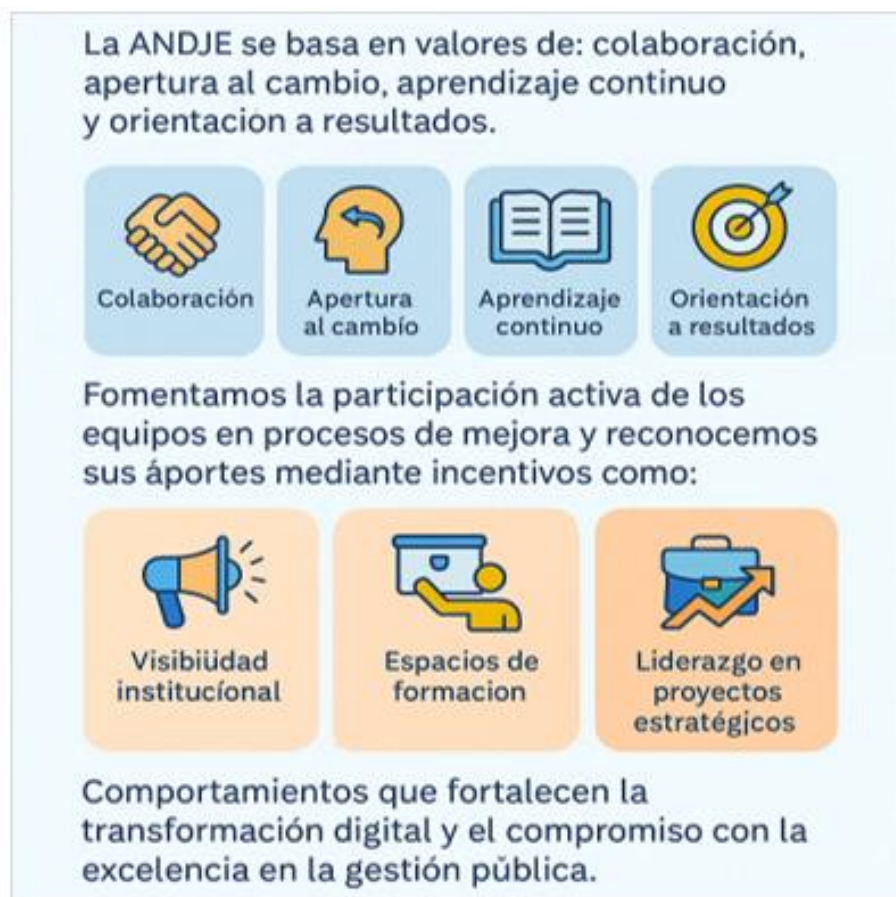 La ANDJE se basa en valores de: colaboración,
apertura al cambio, aprendizaje continuo
y orientación a resultados.
Colaboración
Apertura
al cambío
Aprendizaje
continuo
Orientación
a resultados
Fomentamos la participación activa de los
equipos en procesos de mejora y reconocemos
sus áportes mediante incentivos como:
Visibiüdad
institucíonal
Espacios de
formacion
Liderazgo en
proyectos
estratégjcos
Comportamientos que fortalecen la
transformación digital y el compromiso con la
excelencia en la gestión pǔblica.